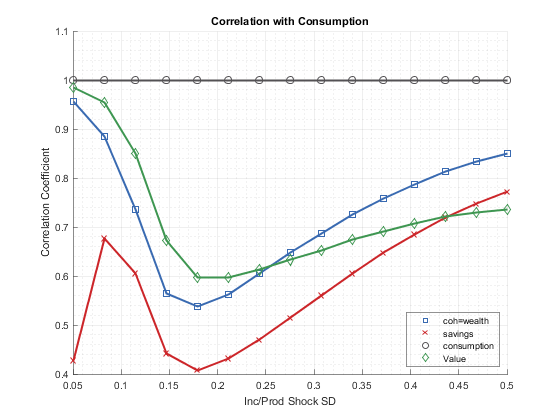 Correlation with Consumption
Correlation Coefficient
1.1
1
0.9
0.8
0.7
0.6
0.5
0.4
0.05 0.1 0.15 0.2 0.25 0.3 0.35 0.4 0.45 0.5
Inc/Prod Shock SD
coh=wealth
savings
consumption
Value